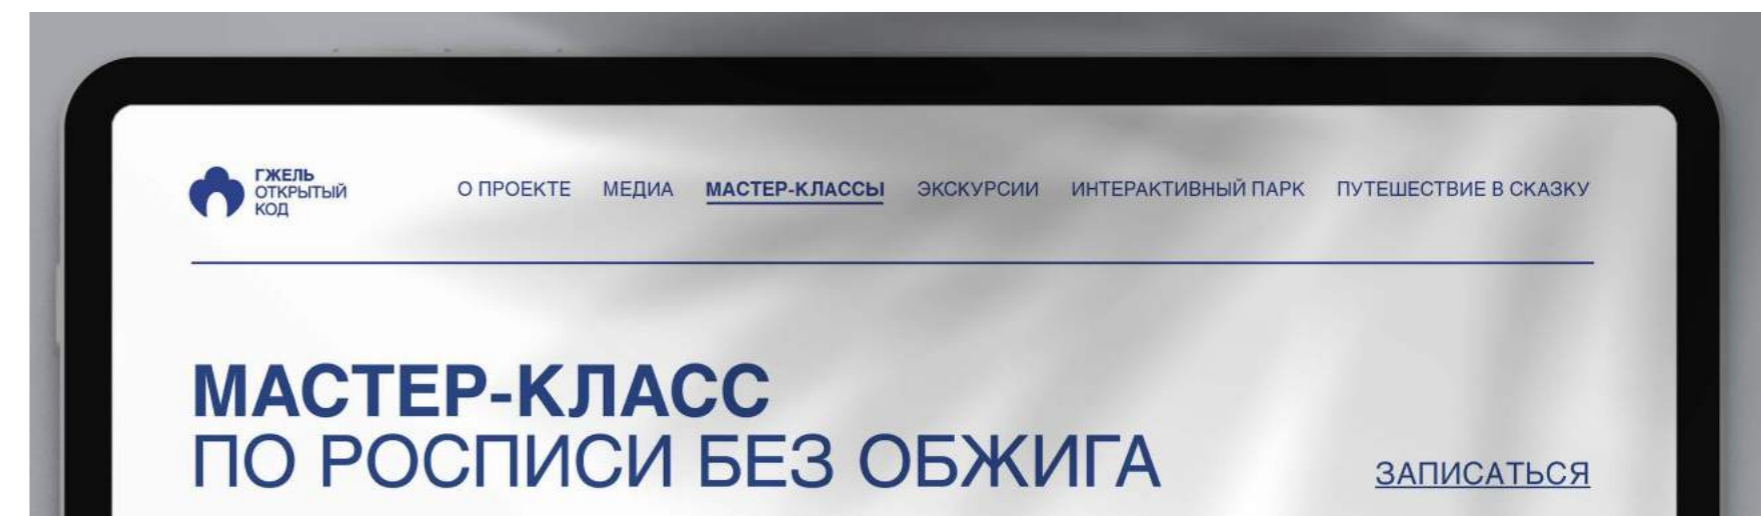 ГЖЕЛЬ
ОТКРЫТЫЙ
КОД
О ПРОЕКТЕ МЕДИА МАСТЕР-КЛАССЫ ЭКСКУРСИИ ИНТЕРАКТИВНЫЙ ПАРК ПУТЕШЕСТВИЕ В СКАЗКУ
МАСТЕР-КЛАСС
ПО РОСПИСИ БЕЗ ОБЖИГА
ЗАПИСАТЬСЯ